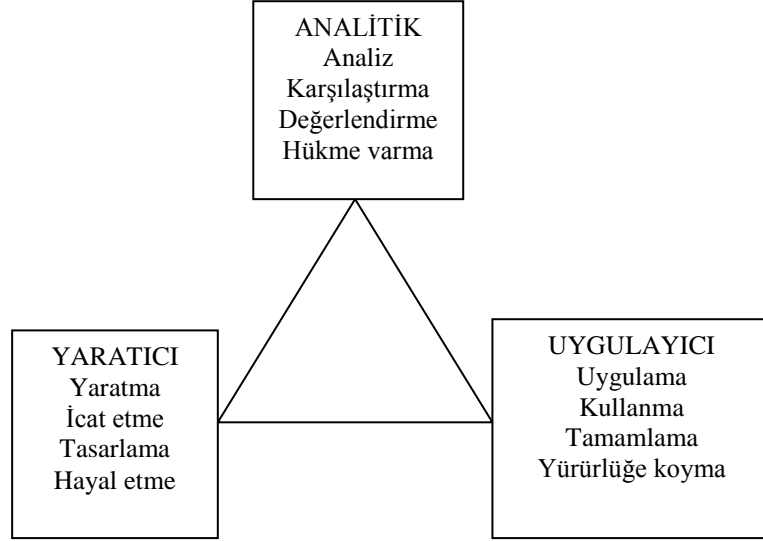 ANALİTİK
Analiz
Karşılaştırma
Değerlendirme
Hükme varma
YARATICI
Yaratma
İcat etme
Tasarlama
Hayal etme
UYGULAYICI
Uygulama
Kullanma
Tamamlama
Yürürlüğe koyma